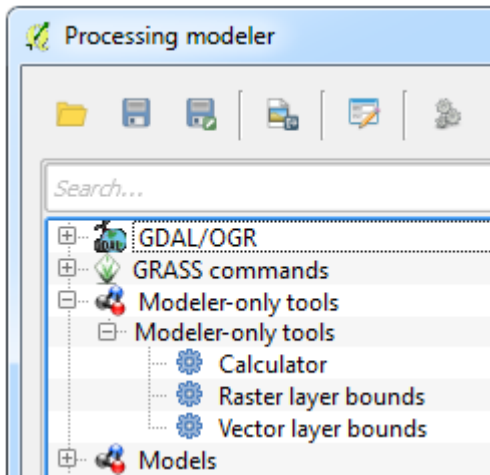 Processing modeler
Search...
GDAL/OGR
GRASS commands
Modeler-only tools
Modeler-only tools
Calculator
Raster layer bounds
Vector layer bounds
Models